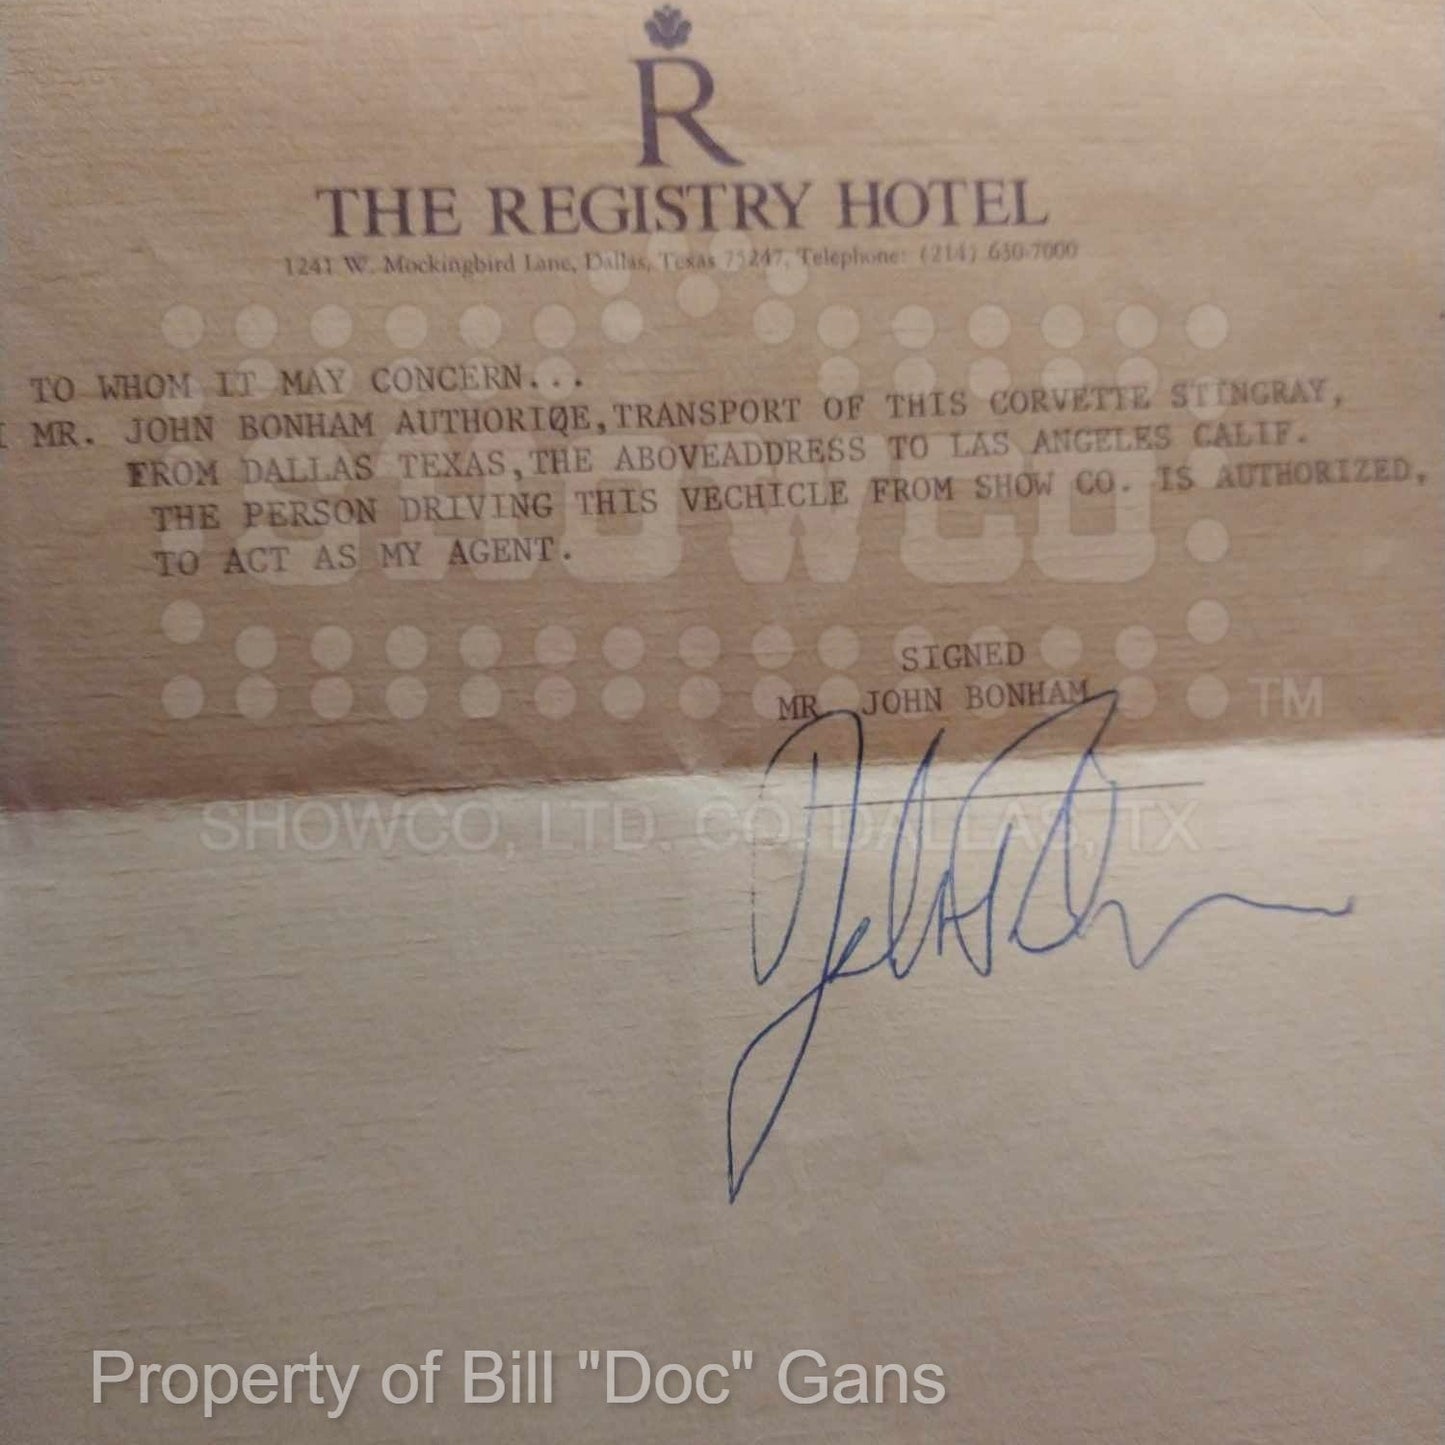 R
THE REGISTRY HOTEL
1241 W. Mockingbird Lane, Dallas, Texas 75247, Telephone: (214) 630-7000
TO WHOM IT MAY CONCERN...
I MR. JOHN BONHAM AUTHORIQE,TRANSPORT OF THIS CORVETTE STINGRAY,
FROM DALLAS TEXAS,THE ABOVEADDRESS TO LAS ANGELES CALIF.
THE PERSON DRIVING THIS VECHICLE FROM SHOW CO. IS AUTHORIZED,
TO ACT AS MY AGENT.
SHOWCO
SIGNED
MR. JOHN BONHAM
TM
SHOWCO, LTD. CO. DALLAS, TX
Property of Bill "Doc" Gans